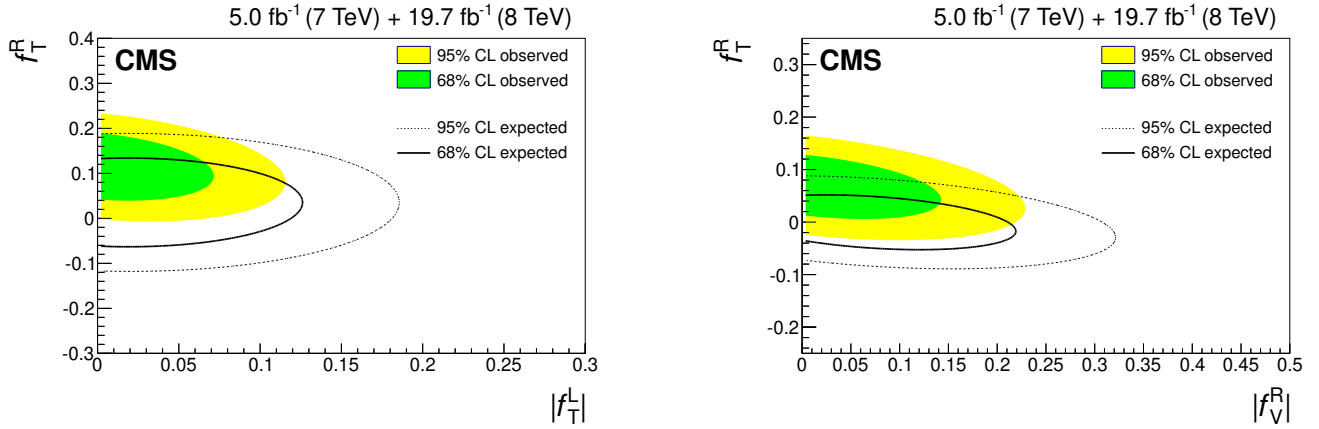 5.0 fb⁻¹ (7 TeV) + 19.7 fb⁻¹ (8 TeV)
f_T^R
CMS
95% CL observed
68% CL observed
95% CL expected
68% CL expected
0.4
0.3
0.2
0.1
0
-0.1
-0.2
-0.3
0 0.05 0.1 0.15 0.2 0.25 0.3
|f_T^L|
5.0 fb⁻¹ (7 TeV) + 19.7 fb⁻¹ (8 TeV)
f_T^R
CMS
95% CL observed
68% CL observed
95% CL expected
68% CL expected
0.3
0.2
0.1
0
-0.1
-0.2
0 0.05 0.1 0.15 0.2 0.25 0.3 0.35 0.4 0.45 0.5
|f_V^R|